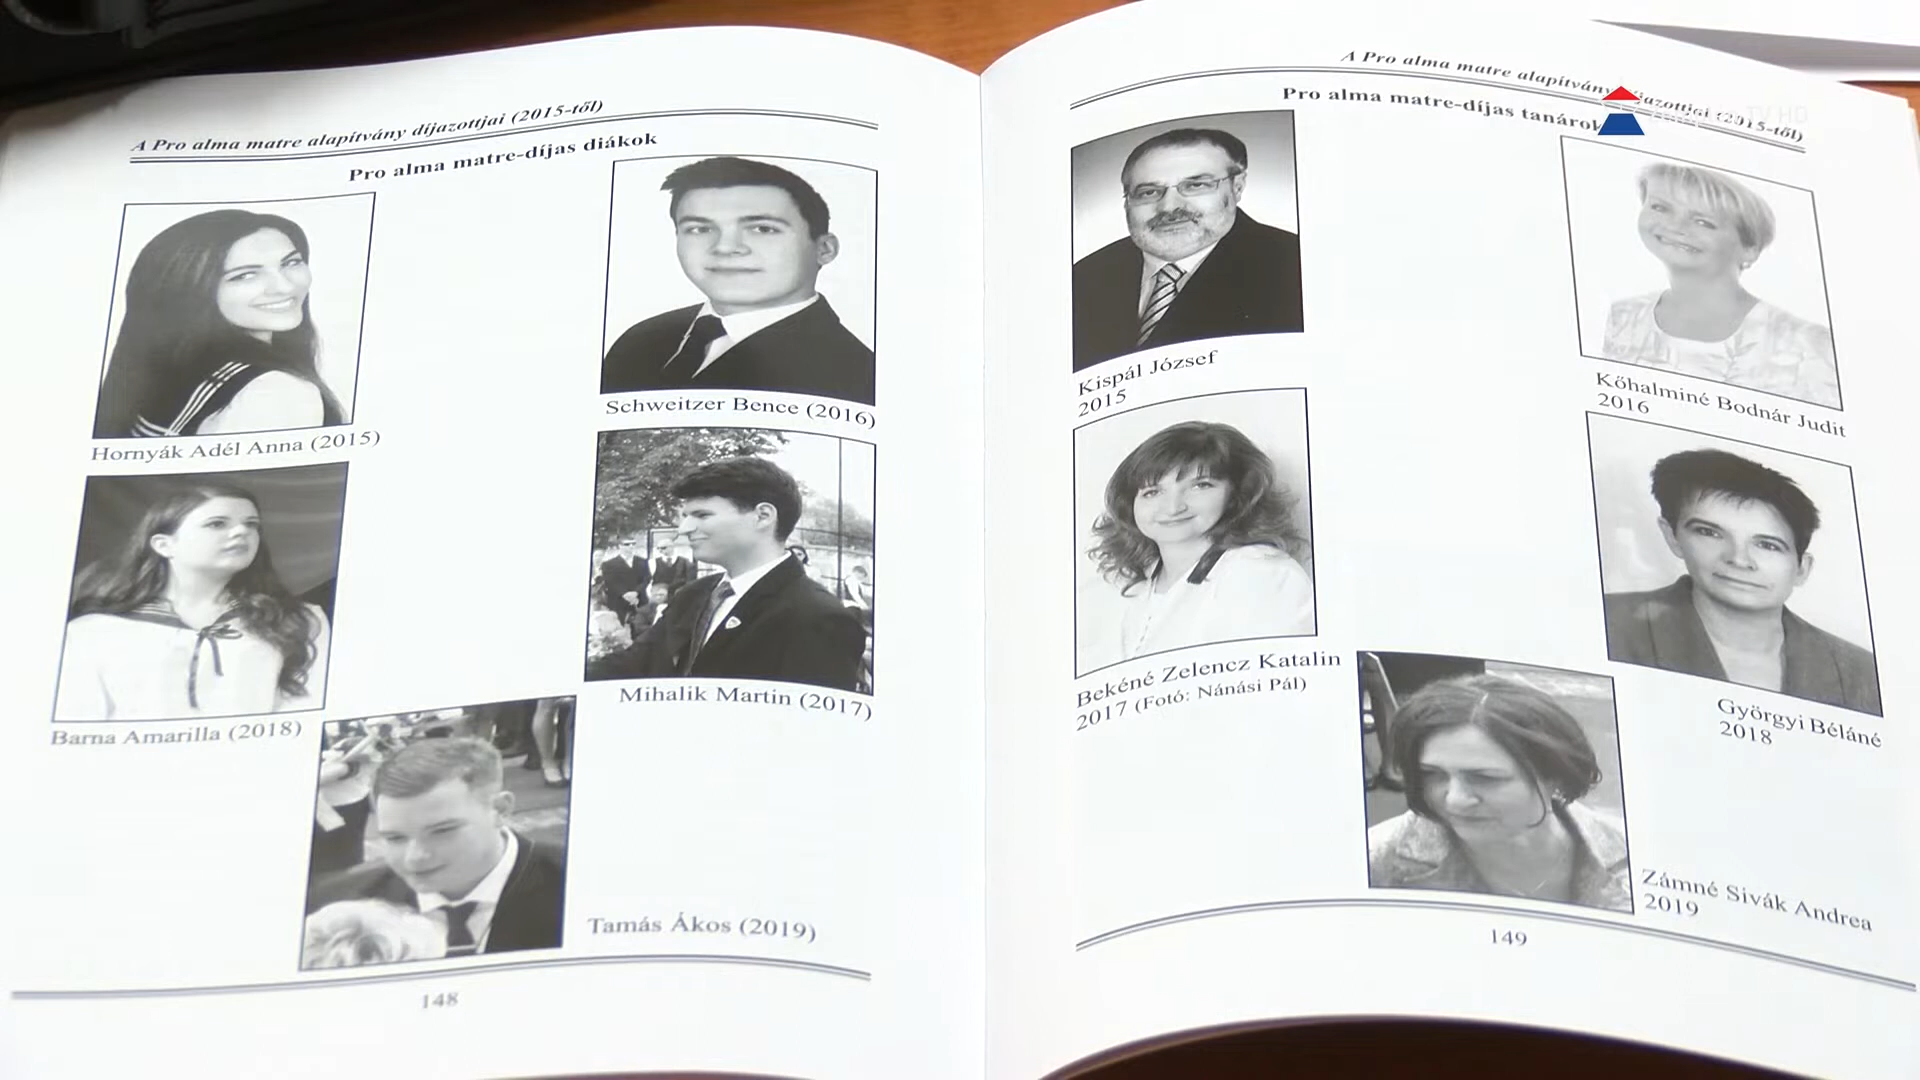 A Pro alma matre alapítvány díjazottjai (2015-től)
Pro alma matre-díjas diákok
Hornyák Adél Anna (2015)
Schweitzer Bence (2016)
Barna Amarilla (2018)
Mihalik Martin (2017)
Tamás Ákos (2019)
148
A Pro alma matre alapítvány díjazottjai (2015-től)
Pro alma matre-díjas tanárok
Kispál József
2015
Kőhalminé Bodnár Judit
2016
Bekéné Zelencz Katalin
2017 (Fotó: Nánási Pál)
Györgyi Béláné
2018
Zámné Sivák Andrea
2019
149
TV HD